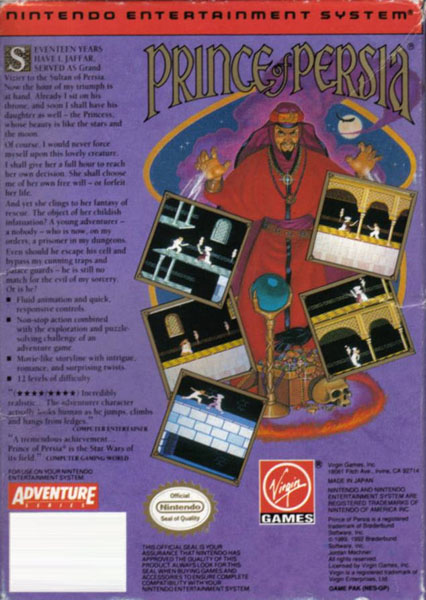 NINTENDO ENTERTAINMENT SYSTEM®
PRINCE of PERSIA®
SEVENTEEN YEARS
HAVE I, JAFFAR,
SERVED AS Grand
Vizier to the Sultan of Persia.
Now the hour of my triumph is
at hand. Already I sit on his
throne, and soon I shall have his
daughter as well – the Princess,
whose beauty is like the stars and
the moon.
Of course, I would never force
myself upon this lovely creature.
I shall give her a full hour to reach
her own decision. She shall choose
me of her own free will – or forfeit
her life.
And yet she clings to her fantasy of
rescue. The object of her childish
infatuation? A young adventurer –
a nobody – who is now, on my
orders, a prisoner in my dungeons.
Even should he escape his cell and
bypass my cunning traps and
palace guards – he is still no
match for the evil of my sorcery.
Or is he?
■ Fluid animation and quick,
responsive controls.
■ Non-stop action combined
with the exploration and puzzle-
solving challenge of an
adventure game.
■ Movie-like storyline with intrigue,
romance, and surprising twists.
■ 12 levels of difficulty.
"(★★★★/★★★★) Incredibly
realistic... The adventurer character
actually looks human as he jumps, climbs
and hangs from ledges."
COMPUTER ENTERTAINER
"A tremendous achievement...
Prince of Persia® is the Star Wars of
its field." COMPUTER GAMING WORLD
FOR USE ON YOUR NINTENDO
ENTERTAINMENT SYSTEM
ADVENTURE
SERIES
Official
Nintendo
Seal of Quality
THIS OFFICIAL SEAL IS YOUR
ASSURANCE THAT NINTENDO HAS
APPROVED THE QUALITY OF THIS
PRODUCT. ALWAYS LOOK FOR THIS
SEAL WHEN BUYING GAMES AND
ACCESSORIES TO ENSURE COMPLETE
COMPATIBILITY WITH YOUR
NINTENDO ENTERTAINMENT SYSTEM
Virgin®
GAMES
Virgin Games, Inc.
18061 Fitch Ave., Irvine, CA 92714
MADE IN JAPAN
NINTENDO AND NINTENDO
ENTERTAINMENT SYSTEM ARE
REGISTERED TRADEMARKS OF
NINTENDO OF AMERICA INC.
Prince of Persia is a registered
trademark of Brøderbund
Software, Inc.
© 1989, 1992 Brøderbund
Software, Inc.
Jordan Mechner
All rights reserved.
Licensed by Virgin Games, Inc.
Virgin is a registered trademark of
Virgin Enterprises, Ltd.
GAME PAK (NES-GP)